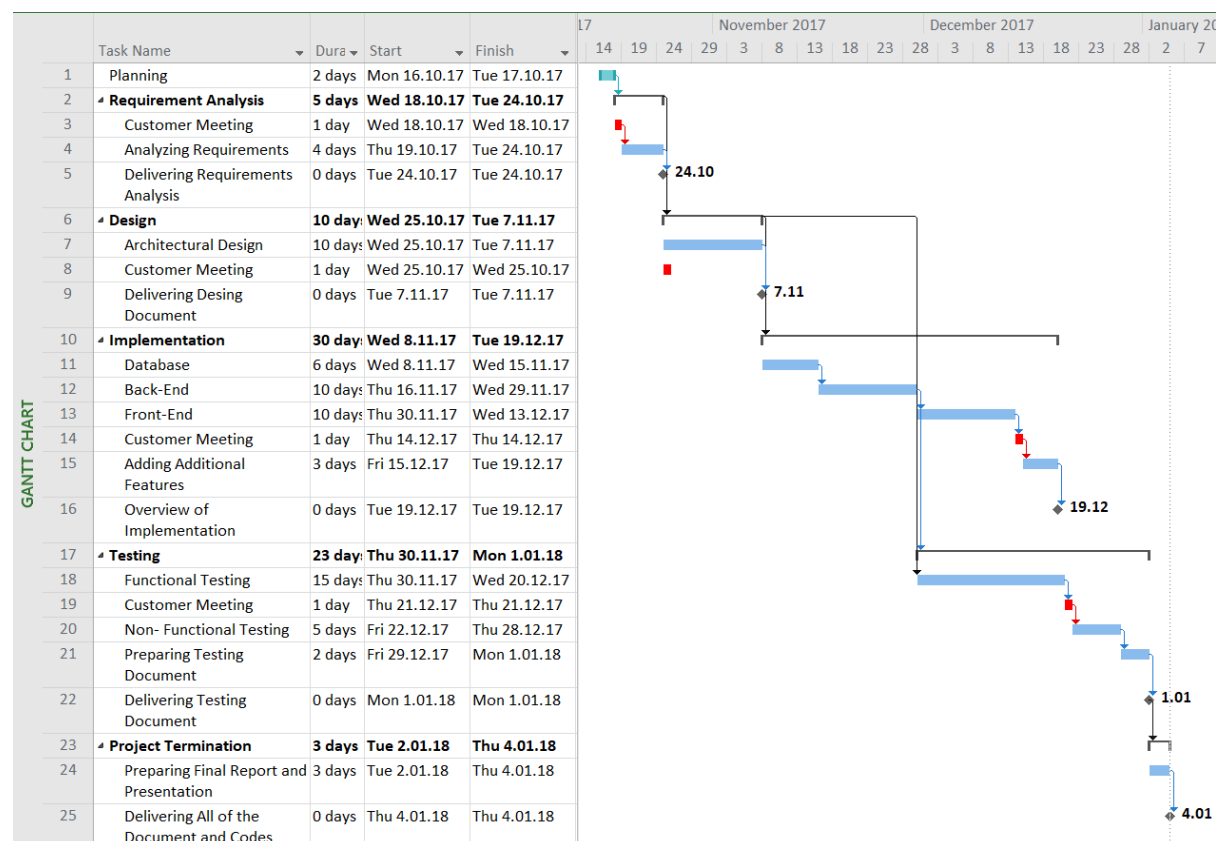 17 November 2017 December 2017 January 20
Task Name Dura Start Finish 14 19 24 29 3 8 13 18 23 28 3 8 13 18 23 28 2 7
1 Planning 2 days Mon 16.10.17 Tue 17.10.17
2 Requirement Analysis 5 days Wed 18.10.17 Tue 24.10.17
3 Customer Meeting 1 day Wed 18.10.17 Wed 18.10.17
4 Analyzing Requirements 4 days Thu 19.10.17 Tue 24.10.17
5 Delivering Requirements 0 days Tue 24.10.17 Tue 24.10.17 24.10
Analysis
6 Design 10 day Wed 25.10.17 Tue 7.11.17
7 Architectural Design 10 days Wed 25.10.17 Tue 7.11.17
8 Customer Meeting 1 day Wed 25.10.17 Wed 25.10.17
9 Delivering Desing 0 days Tue 7.11.17 Tue 7.11.17 7.11
Document
10 Implementation 30 day Wed 8.11.17 Tue 19.12.17
11 Database 6 days Wed 8.11.17 Wed 15.11.17
12 Back-End 10 days Thu 16.11.17 Wed 29.11.17
13 Front-End 10 days Thu 30.11.17 Wed 13.12.17
14 Customer Meeting 1 day Thu 14.12.17 Thu 14.12.17
15 Adding Additional 3 days Fri 15.12.17 Tue 19.12.17
Features
16 Overview of 0 days Tue 19.12.17 Tue 19.12.17 19.12
Implementation
17 Testing 23 day Thu 30.11.17 Mon 1.01.18
18 Functional Testing 15 days Thu 30.11.17 Wed 20.12.17
19 Customer Meeting 1 day Thu 21.12.17 Thu 21.12.17
20 Non- Functional Testing 5 days Fri 22.12.17 Thu 28.12.17
21 Preparing Testing 2 days Fri 29.12.17 Mon 1.01.18
Document
22 Delivering Testing 0 days Mon 1.01.18 Mon 1.01.18 1.01
Document
23 Project Termination 3 days Tue 2.01.18 Thu 4.01.18
24 Preparing Final Report and 3 days Tue 2.01.18 Thu 4.01.18
Presentation
25 Delivering All of the 0 days Thu 4.01.18 Thu 4.01.18 4.01
Document and Codes
GANTT CHART